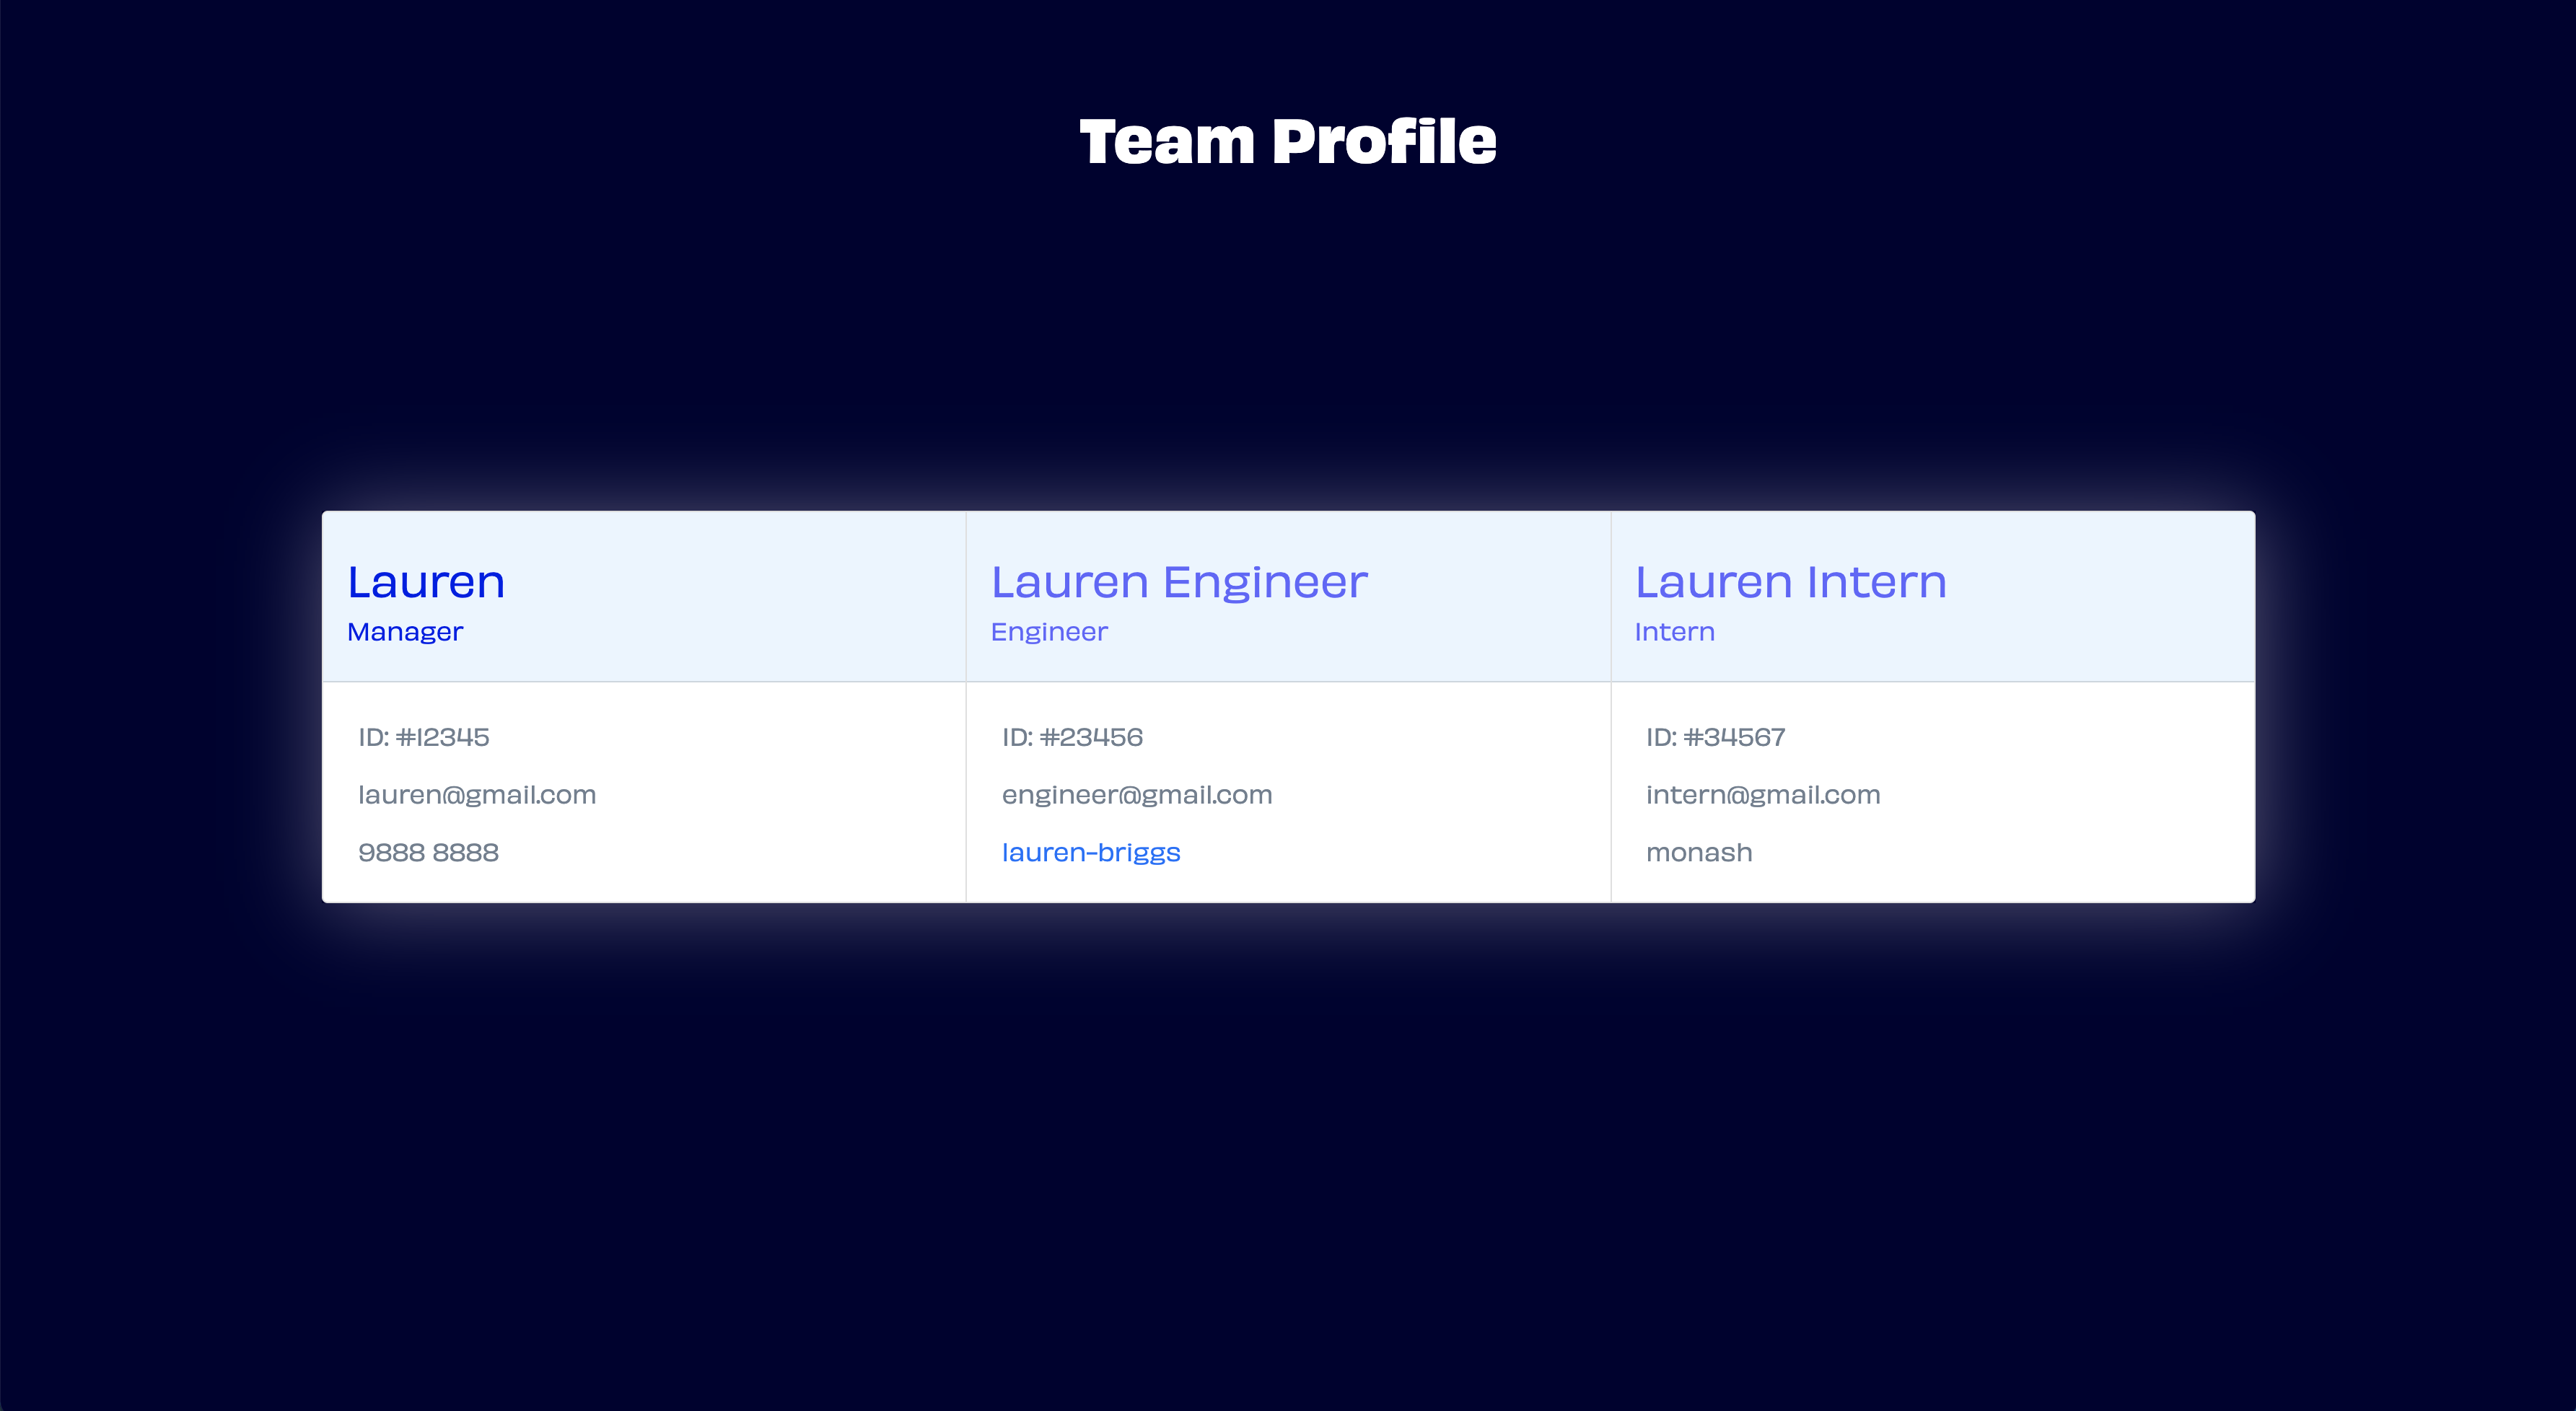 Team Profile
Lauren
Manager
ID: #12345
lauren@gmail.com
9888 8888
Lauren Engineer
Engineer
ID: #23456
engineer@gmail.com
lauren-briggs
Lauren Intern
Intern
ID: #34567
intern@gmail.com
monash